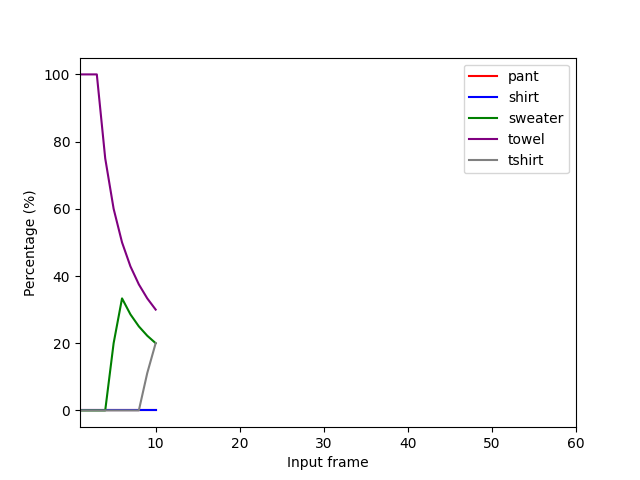 100
80
60
40
20
0
Percentage (%)
pant
shirt
sweater
towel
tshirt
10 20 30 40 50 60
Input frame